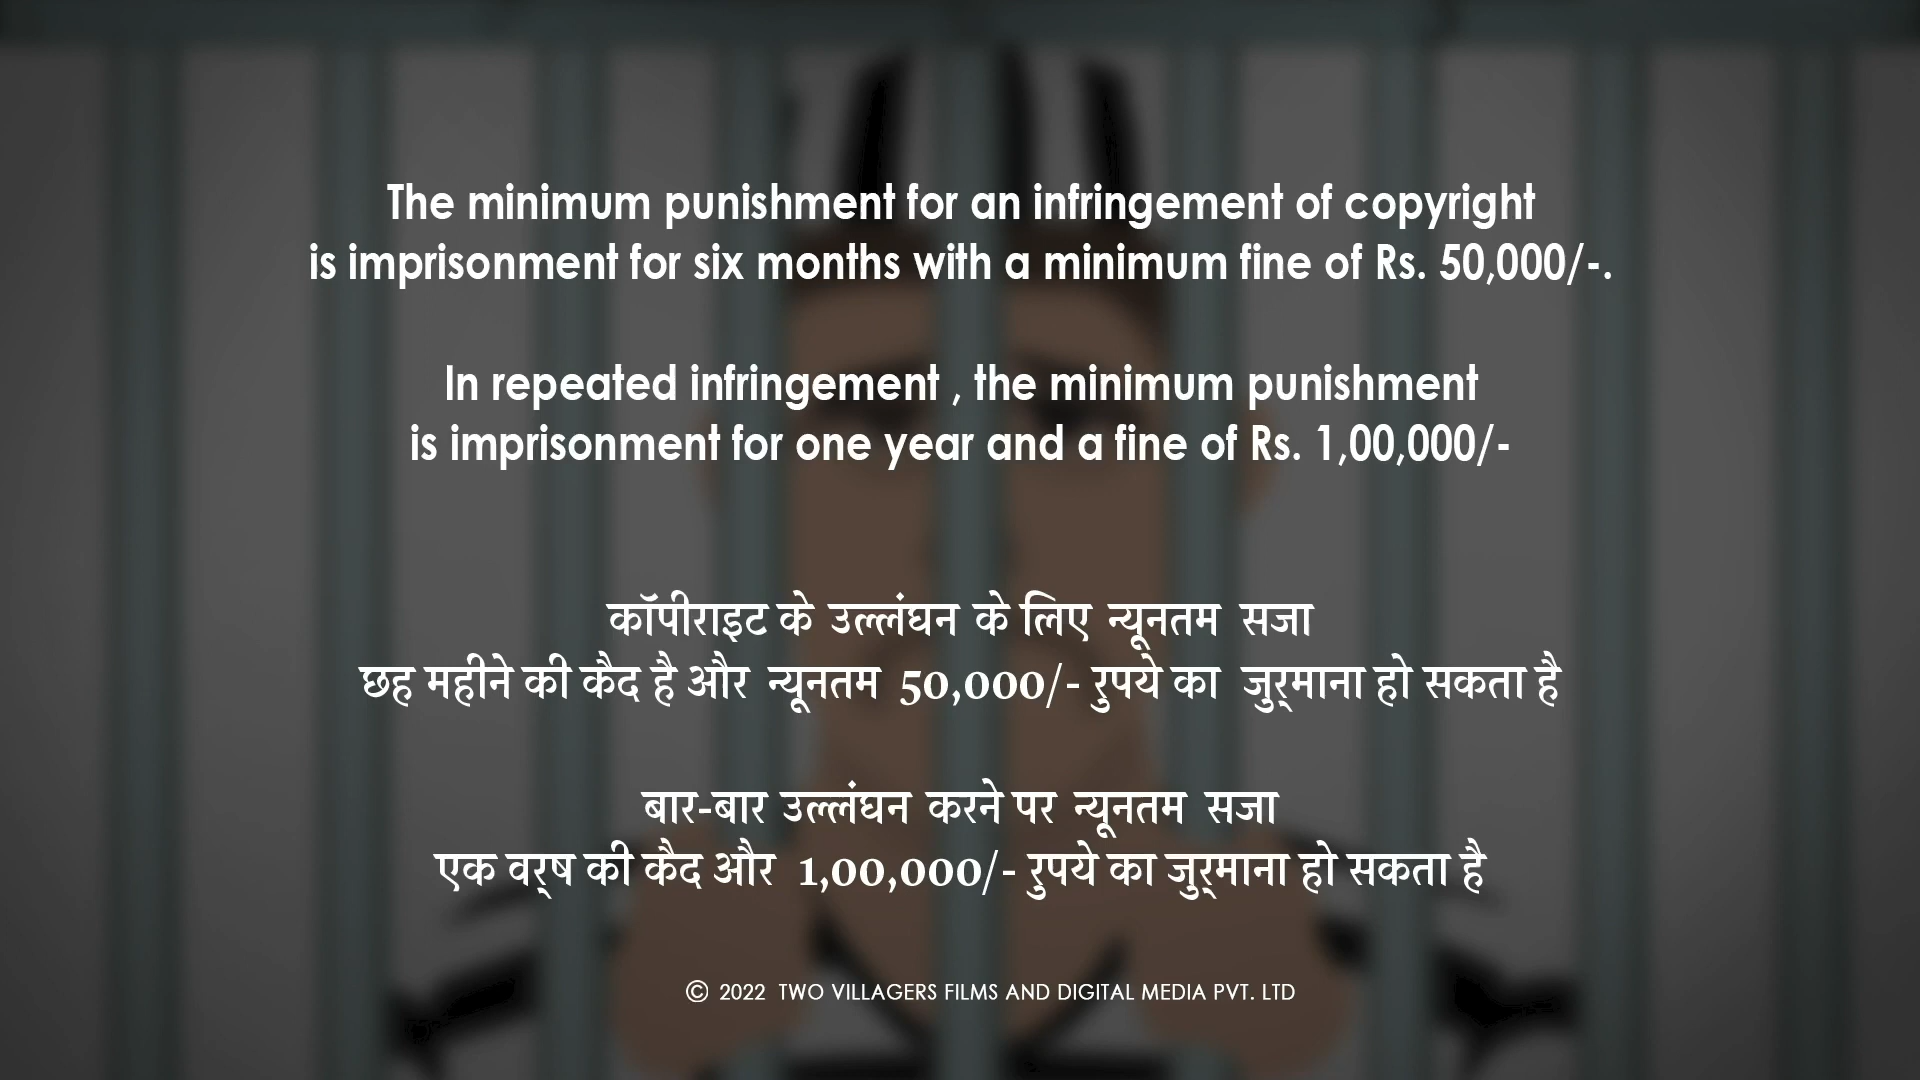 The minimum punishment for an infringement of copyright
is imprisonment for six months with a minimum fine of Rs. 50,000/-.
In repeated infringement , the minimum punishment
is imprisonment for one year and a fine of Rs. 1,00,000/-
कॉपीराइट के उल्लंघन के लिए न्यूनतम सजा
छह महीने की कैद है और न्यूनतम 50,000/- रुपये का जुर्माना हो सकता है
बार-बार उल्लंघन करने पर न्यूनतम सजा
एक वर्ष की कैद और 1,00,000/- रुपये का जुर्माना हो सकता है
© 2022 TWO VILLAGERS FILMS AND DIGITAL MEDIA PVT. LTD